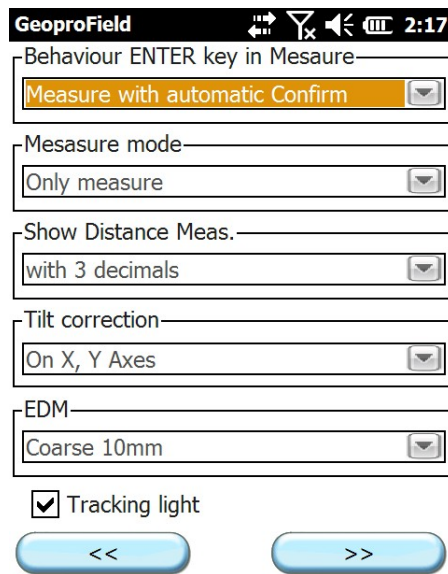 GeoproField 2:17
Behaviour ENTER key in Mesaure
Measure with automatic Confirm
Mesasure mode
Only measure
Show Distance Meas.
with 3 decimals
Tilt correction
On X, Y Axes
EDM
Coarse 10mm
Tracking light
<< >>